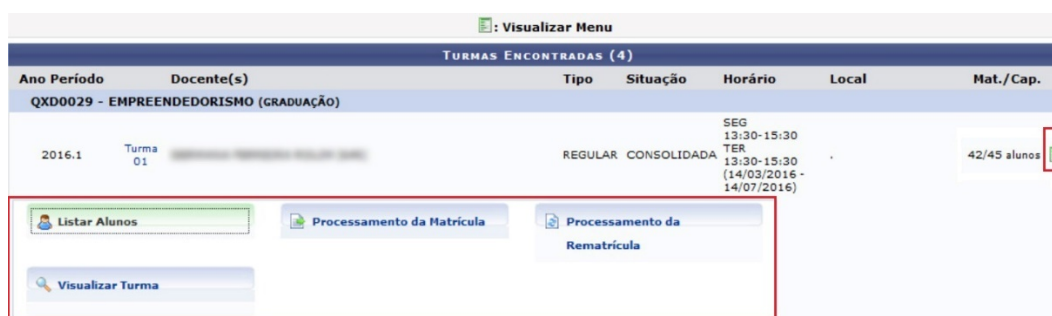 : Visualizar Menu
TURMAS ENCONTRADAS (4)
Ano Período Docente(s) Tipo Situação Horário Local Mat./Cap.
QXD0029 - EMPREENDEDORISMO (GRADUAÇÃO)
2016.1 Turma 01 REGULAR CONSOLIDADA SEG 13:30-15:30 TER 13:30-15:30 (14/03/2016 - 14/07/2016) . 42/45 alunos
Listar Alunos Processamento da Matrícula Processamento da Rematrícula
Visualizar Turma